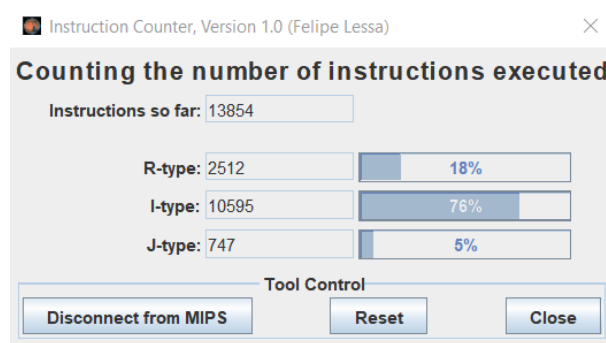 Instruction Counter, Version 1.0 (Felipe Lessa)
Counting the number of instructions executed
Instructions so far: 13854
R-type: 2512 18%
I-type: 10595 76%
J-type: 747 5%
Tool Control
Disconnect from MIPS Reset Close